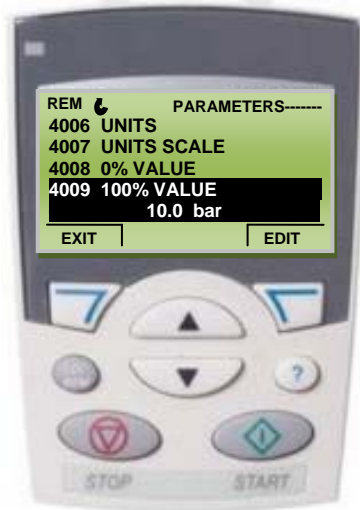 REM PARAMETERS-------
4006 UNITS
4007 UNITS SCALE
4008 0% VALUE
4009 100% VALUE
10.0 bar
EXIT EDIT
?
STOP START